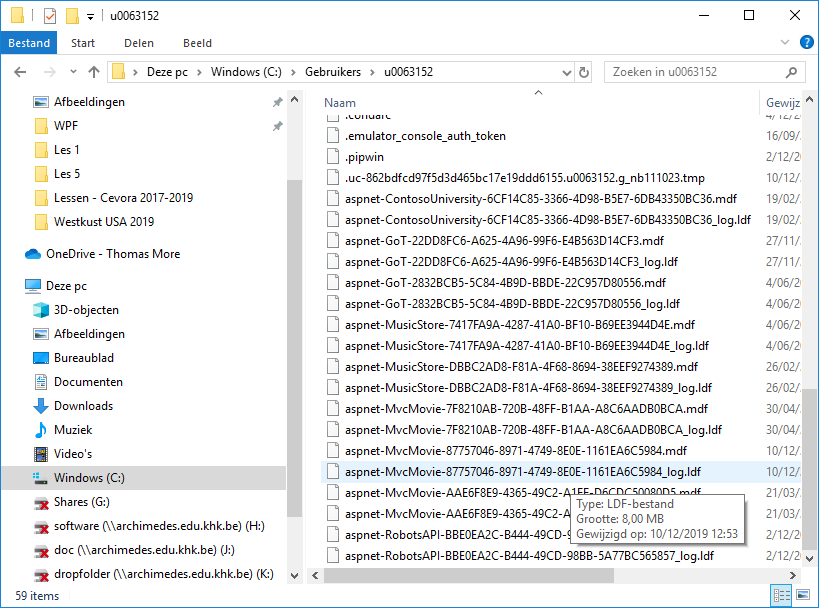 u0063152
Bestand Start Delen Beeld
Deze pc Windows (C:) Gebruikers u0063152
Zoeken in u0063152
Afbeeldingen
WPF
Les 1
Les 5
Lessen - Cevora 2017-2019
Westkust USA 2019
OneDrive - Thomas More
Deze pc
3D-objecten
Afbeeldingen
Bureaublad
Documenten
Downloads
Muziek
Video's
Windows (C:)
Shares (G:)
software (\\archimedes.edu.khk.be) (H:)
doc (\\archimedes.edu.khk.be) (J:)
dropfolder (\\archimedes.edu.khk.be) (K:)
Naam Gewijz
.condarc 4/12/20
.emulator_console_auth_token 16/09/
.pipwin 2/12/20
.uc-862bdfcd97f5d3d465bc17e19ddd6155.u0063152.g_nb111023.tmp 10/12/
aspnet-ContosoUniversity-6CF14C85-3366-4D98-B5E7-6DB43350BC36.mdf 19/02/
aspnet-ContosoUniversity-6CF14C85-3366-4D98-B5E7-6DB43350BC36_log.ldf 19/02/
aspnet-GoT-22DD8FC6-A625-4A96-99F6-E4B563D14CF3.mdf 27/11/
aspnet-GoT-22DD8FC6-A625-4A96-99F6-E4B563D14CF3_log.ldf 27/11/
aspnet-GoT-2832BCB5-5C84-4B9D-BBDE-22C957D80556.mdf 4/06/20
aspnet-GoT-2832BCB5-5C84-4B9D-BBDE-22C957D80556_log.ldf 4/06/20
aspnet-MusicStore-7417FA9A-4287-41A0-BF10-B69EE3944D4E.mdf 4/06/20
aspnet-MusicStore-7417FA9A-4287-41A0-BF10-B69EE3944D4E_log.ldf 4/06/20
aspnet-MusicStore-DBBC2AD8-F81A-4F68-8694-38EEF9274389.mdf 26/02/
aspnet-MusicStore-DBBC2AD8-F81A-4F68-8694-38EEF9274389_log.ldf 26/02/
aspnet-MvcMovie-7F8210AB-720B-48FF-B1AA-A8C6AADB0BCA.mdf 30/04/
aspnet-MvcMovie-7F8210AB-720B-48FF-B1AA-A8C6AADB0BCA_log.ldf 30/04/
aspnet-MvcMovie-87757046-8971-4749-8E0E-1161EA6C5984.mdf 10/12/
aspnet-MvcMovie-87757046-8971-4749-8E0E-1161EA6C5984_log.ldf 10/12/
aspnet-MvcMovie-AAE6F8E9-4365-49C2-A1FF-D6CDC50080D5.mdf 21/03/
aspnet-MvcMovie-AAE6F8E9-4365-49C2-A 21/03/
aspnet-RobotsAPI-BBE0EA2C-B444-49CD-9 2/12/20
aspnet-RobotsAPI-BBE0EA2C-B444-49CD-98BB-5A77BC565857_log.ldf 2/12/20
Type: LDF-bestand
Grootte: 8,00 MB
Gewijzigd op: 10/12/2019 12:53
59 items